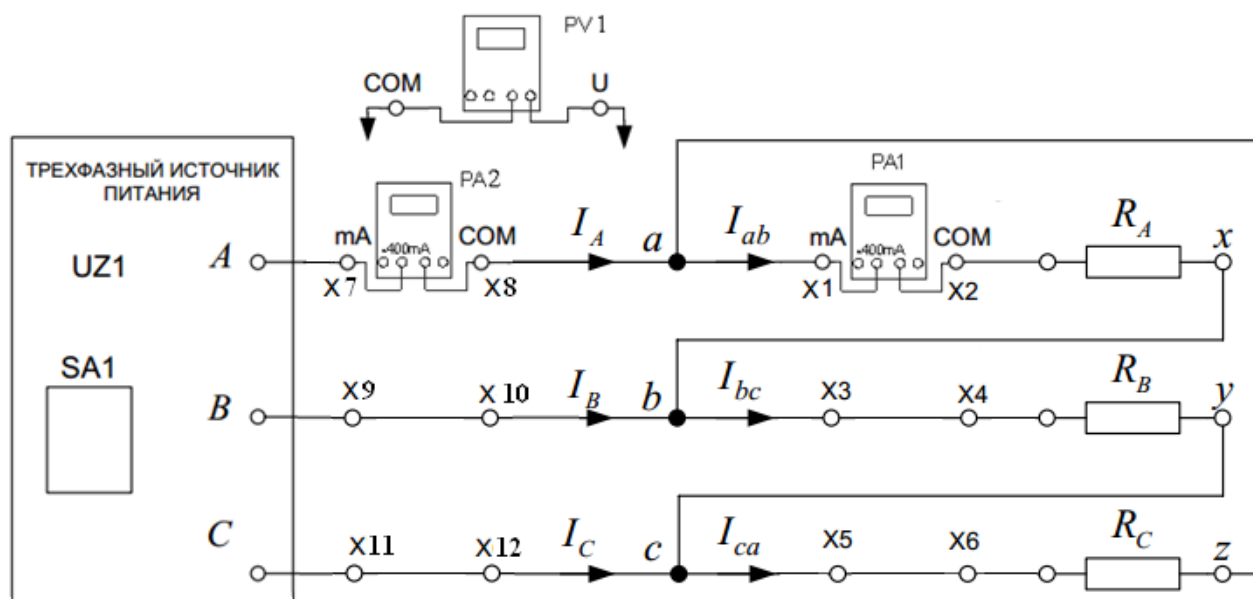 PV1
COM U
ТРЕХФАЗНЫЙ ИСТОЧНИК
ПИТАНИЯ
PA2 PA1
UZ1
A mA COM I_A a I_ab mA COM R_A x
400mA 400mA
X7 X8 X1 X2
SA1
B X9 X10 I_B b I_bc X3 X4 R_B y
C X11 X12 I_C c I_ca X5 X6 R_C z